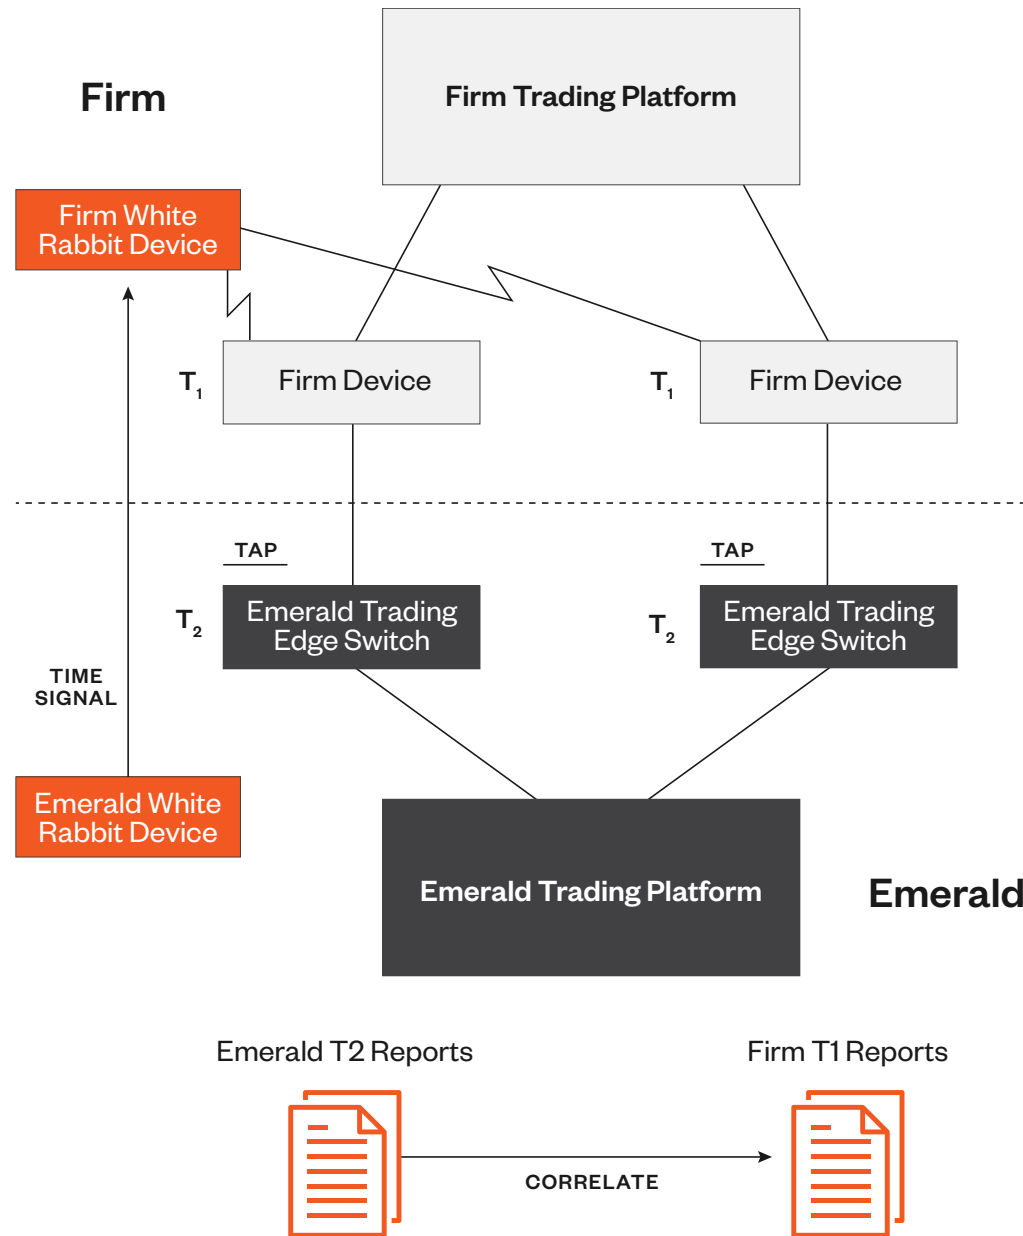 Firm
Firm Trading Platform
Firm White
Rabbit Device
T₁
Firm Device
T₁
Firm Device
TAP
TAP
T₂
Emerald Trading
Edge Switch
T₂
Emerald Trading
Edge Switch
TIME
SIGNAL
Emerald White
Rabbit Device
Emerald Trading Platform
Emerald
Emerald T2 Reports
Firm T1 Reports
CORRELATE